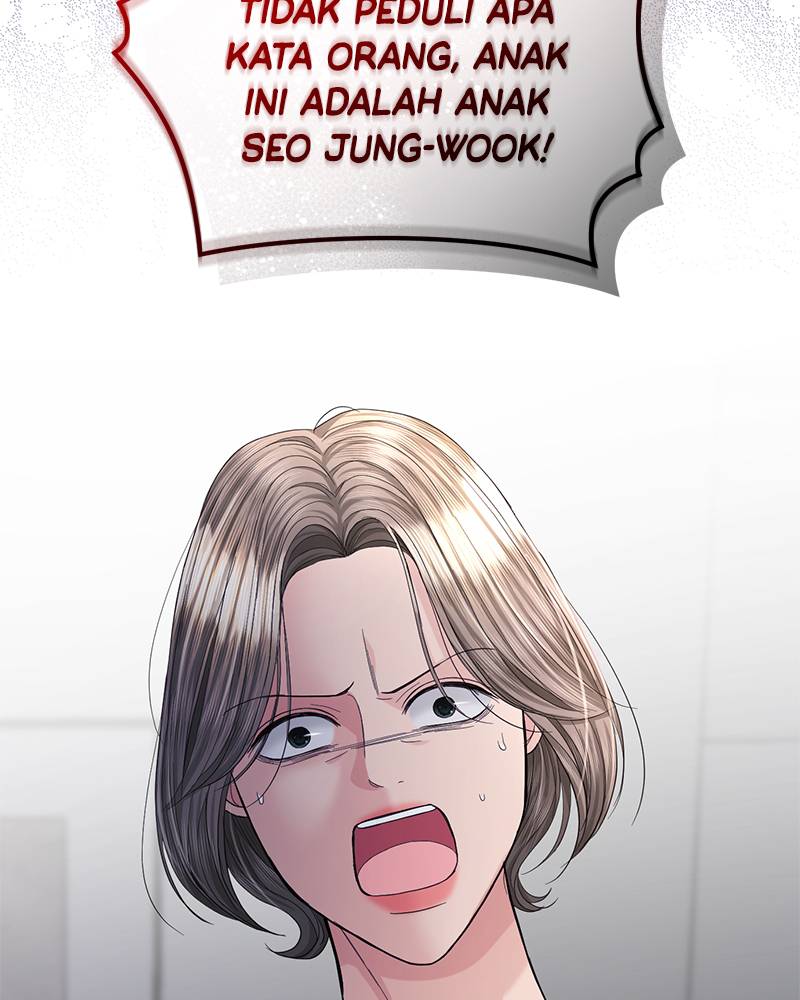 TIDAK PEDULI APA
KATA ORANG, ANAK
INI ADALAH ANAK
SEO JUNG-WOOK!